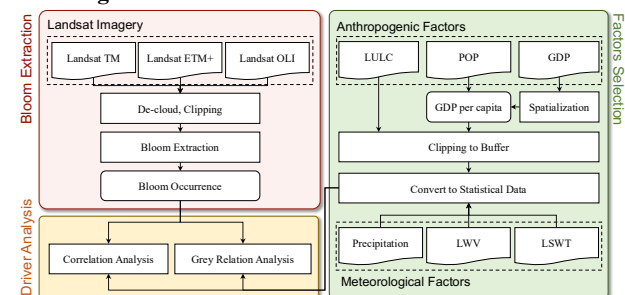 Bloom Extraction
Landsat Imagery
Landsat TM
Landsat ETM+
Landsat OLI
De-cloud, Clipping
Bloom Extraction
Bloom Occurrence
Driver Analysis
Correlation Analysis
Grey Relation Analysis
Anthropogenic Factors
LULC
POP
GDP
GDP per capita
Spatialization
Clipping to Buffer
Convert to Statistical Data
Precipitation
LWV
LSWT
Meteorological Factors
Factors Selection